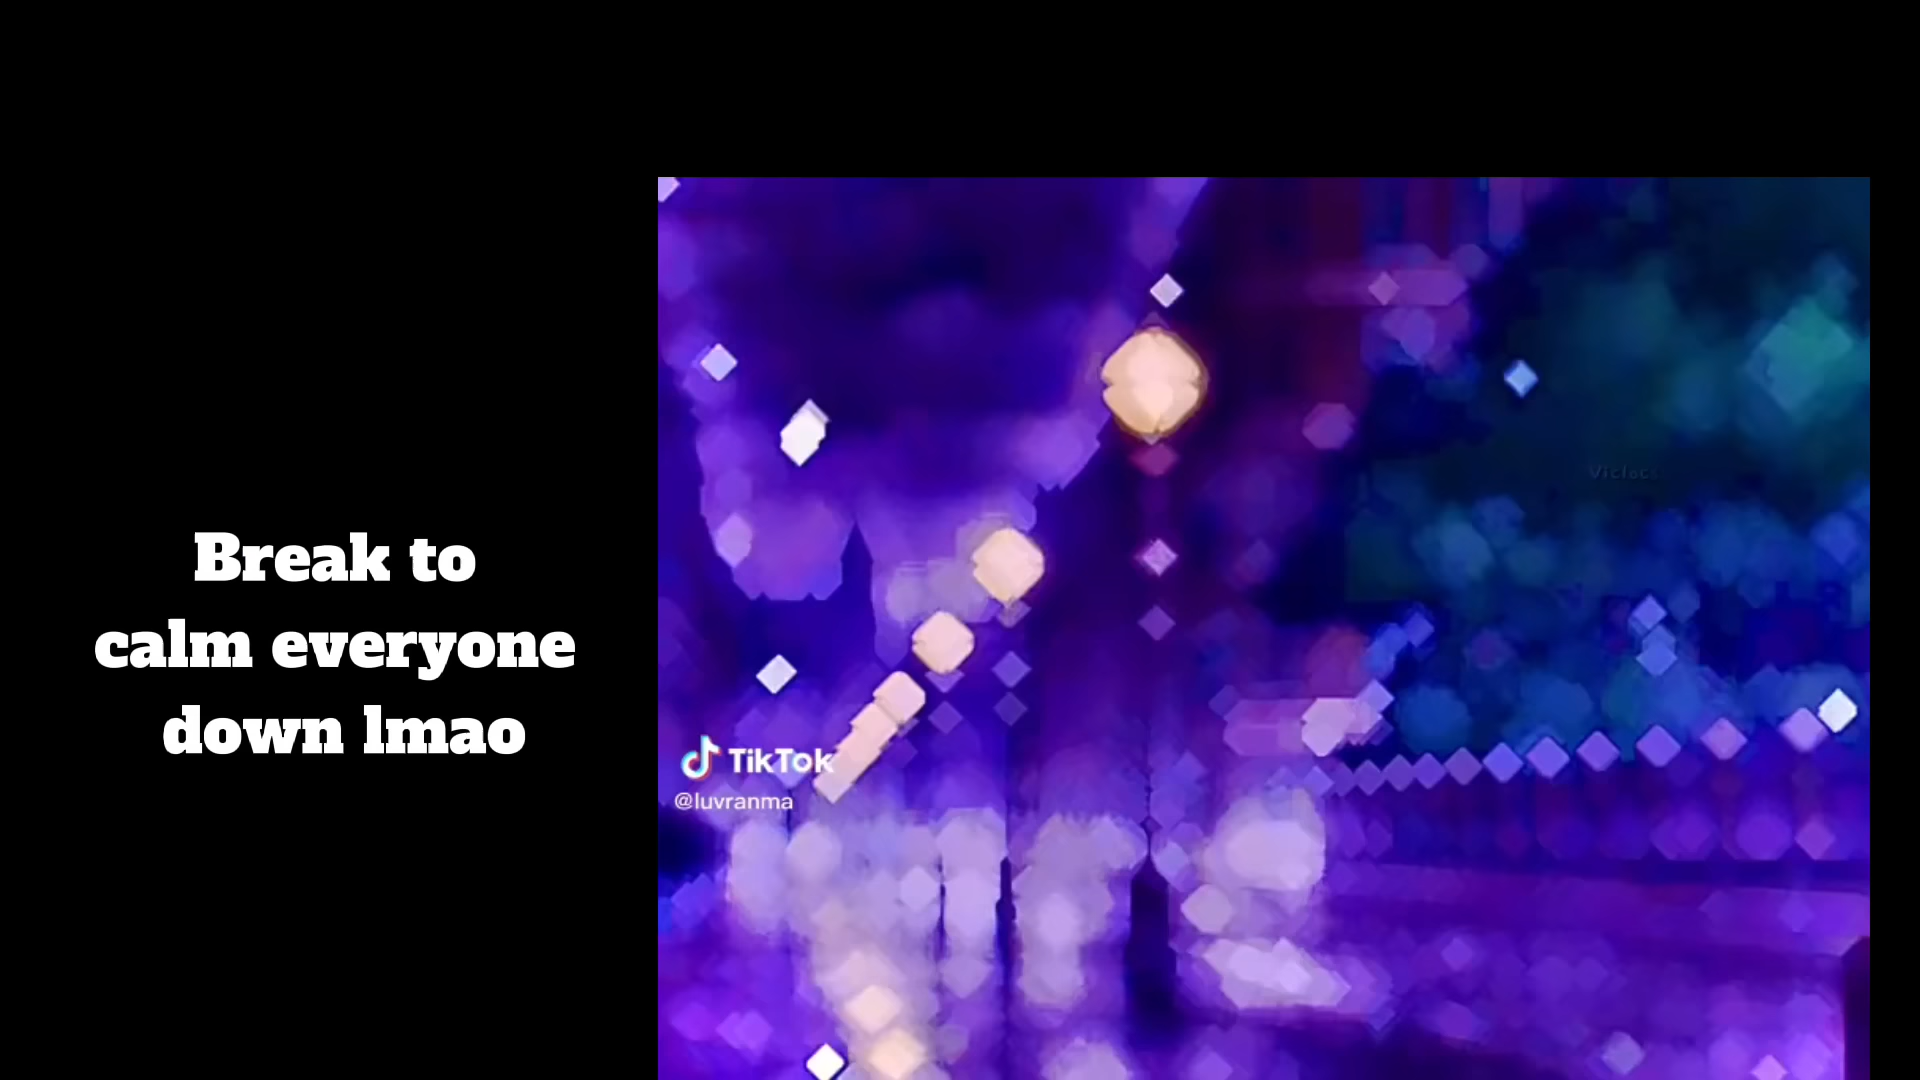 Break to
calm everyone
down lmao
TikTok
@luvranma